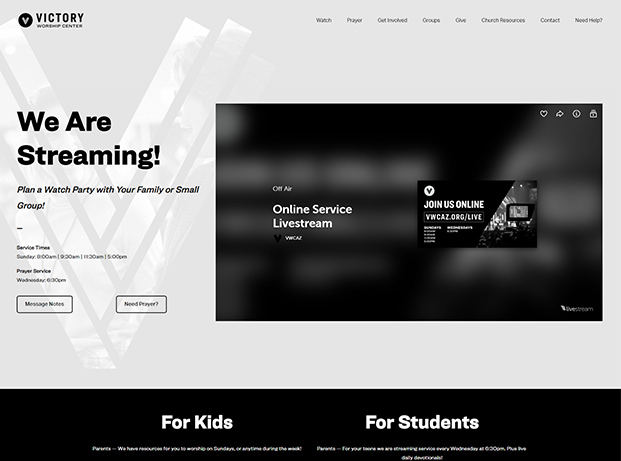 VICTORY
WORSHIP CENTER
Watch Prayer Get Involved Groups Give Church Resources Contact Need Help?
We Are
Streaming!
Plan a Watch Party with Your Family or Small
Group!
—
Service Times
Sunday: 8:00am | 9:30am | 11:30am | 5:00pm
Prayer Service
Wednesday: 6:30pm
Message Notes Need Prayer?
Off Air
Online Service
Livestream
VWCAZ
JOIN US ONLINE
VWCAZ.ORG/LIVE
SUNDAYS WEDNESDAYS
livestream
For Kids
Parents — We have resources for you to worship on Sundays, or anytime during the week!
For Students
Parents — For your teens we are streaming service every Wednesday at 6:30pm. Plus live
daily devotionals!